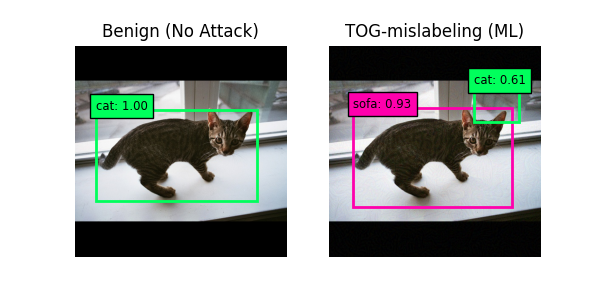 Benign (No Attack)
TOG-mislabeling (ML)
cat: 1.00
cat: 0.61
sofa: 0.93